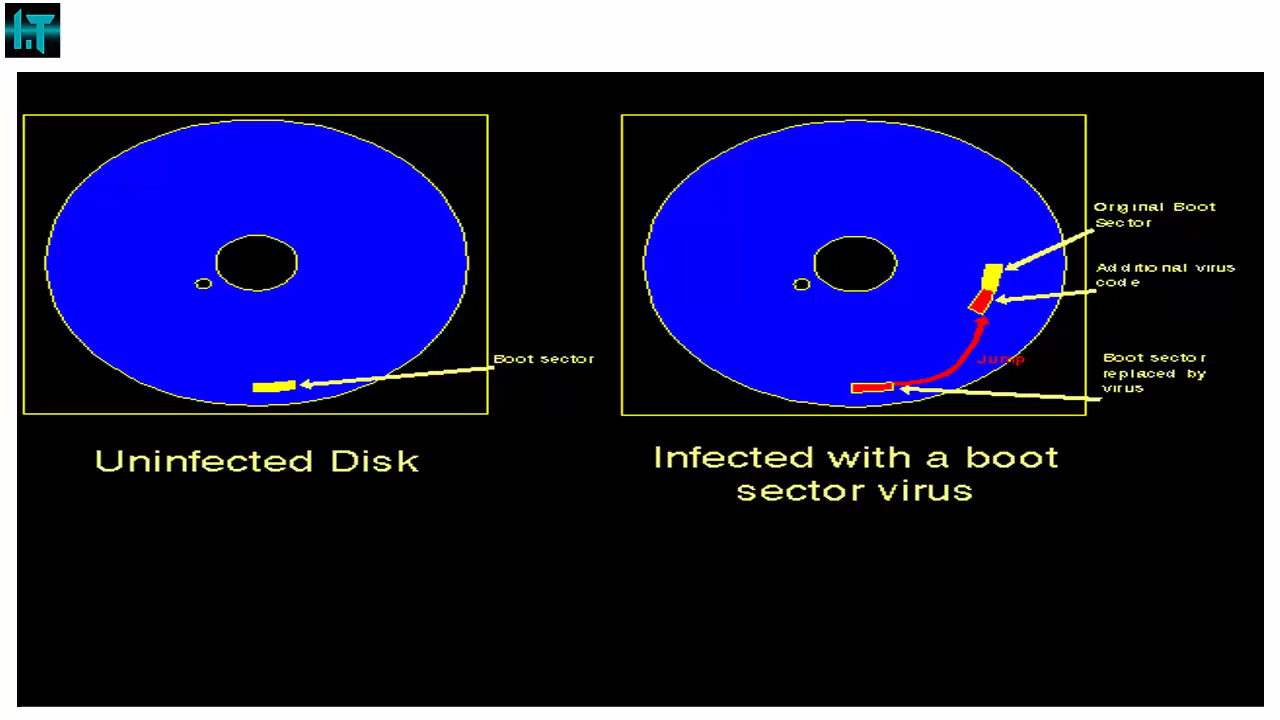 I.T
Boot sector
Uninfected Disk
Original Boot
Sector
Additional virus
code
Jump
Boot sector
replaced by
virus
Infected with a boot
sector virus